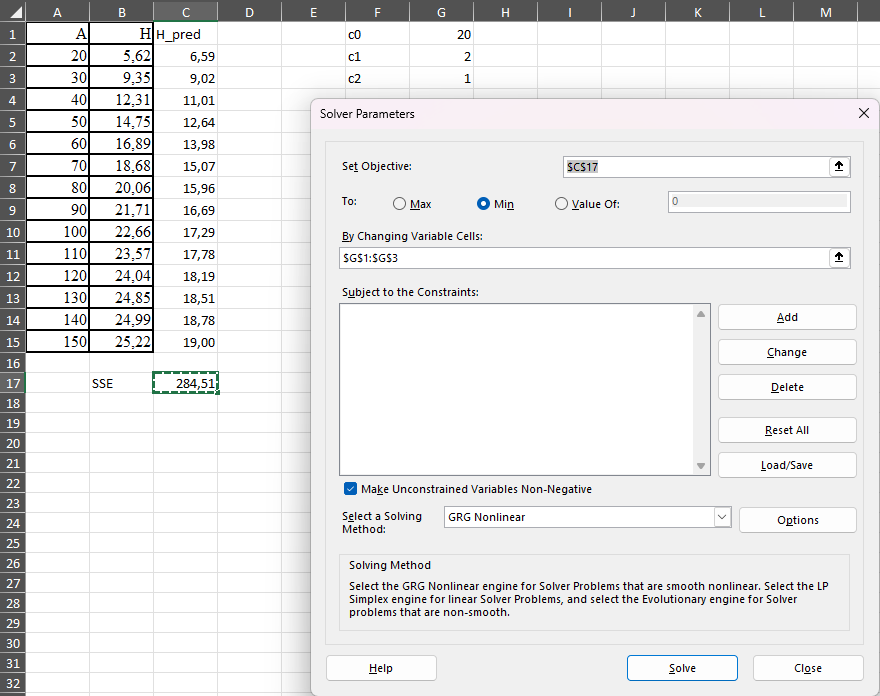 A B C D E F G H I J K L M
1 A H H_pred c0 20
2 20 5,62 6,59 c1 2
3 30 9,35 9,02 c2 1
4 40 12,31 11,01
5 50 14,75 12,64
6 60 16,89 13,98
7 70 18,68 15,07
8 80 20,06 15,96
9 90 21,71 16,69
10 100 22,66 17,29
11 110 23,57 17,78
12 120 24,04 18,19
13 130 24,85 18,51
14 140 24,99 18,78
15 150 25,22 19,00
16
17 SSE 284,51
18
19
20
21
22
23
24
25
26
27
28
29
30
31
32
Solver Parameters
Set Objective: $C$17
To: Max Min Value Of: 0
By Changing Variable Cells:
$G$1:$G$3
Subject to the Constraints:
Add
Change
Delete
Reset All
Load/Save
Make Unconstrained Variables Non-Negative
Select a Solving
Method:
GRG Nonlinear
Options
Solving Method
Select the GRG Nonlinear engine for Solver Problems that are smooth nonlinear. Select the LP
Simplex engine for linear Solver Problems, and select the Evolutionary engine for Solver
problems that are non-smooth.
Help
Solve
Close